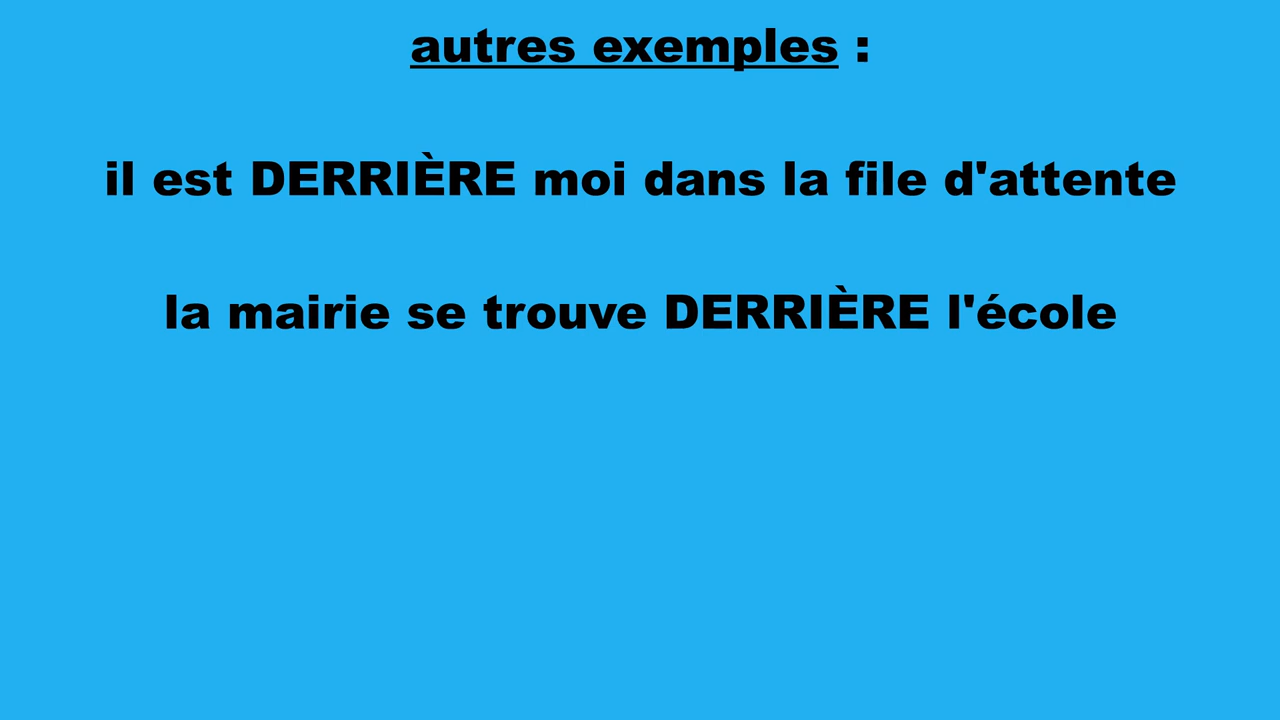 autres exemples :
il est DERRIÈRE moi dans la file d'attente
la mairie se trouve DERRIÈRE l'école